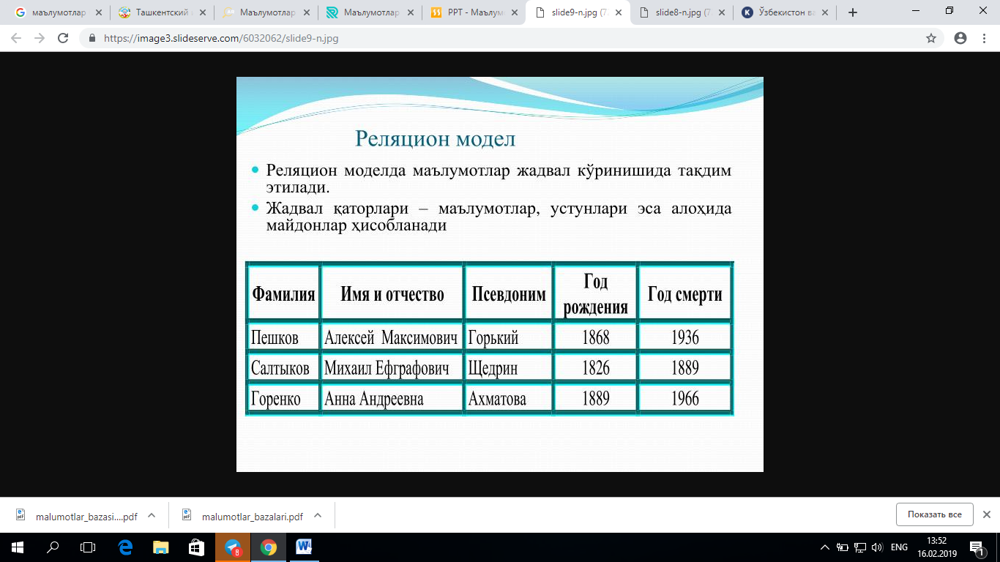 маълумотлар
Ташкентский
Маълумотлар
Маълумотлар
PPT - Маълум
slide9-n.jpg (7
slide8-n.jpg (7
Ўзбекистон ва
https://image3.slideserve.com/6032062/slide9-n.jpg
Реляцион модел
Реляцион моделда маълумотлар жадвал кўринишида тақдим
этилади.
Жадвал қаторлари – маълумотлар, устунлари эса алоҳида
майдонлар ҳисобланади
Фамилия Имя и отчество Псевдоним Год рождения Год смерти
Пешков Алексей Максимович Горький 1868 1936
Салтыков Михаил Ефграфович Щедрин 1826 1889
Горенко Анна Андреевна Ахматова 1889 1966
malumotlar_bazasi....pdf
malumotlar_bazalari.pdf
Показать все
8
ENG
13:52
16.02.2019
1